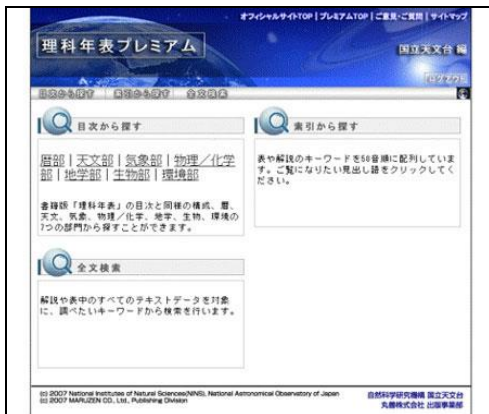 オフィシャルサイトTOP | プレミアムTOP | ご意見・ご質問 | サイトマップ
理科年表プレミアム
国立天文台 編
ログアウト
目次から探す 索引から探す 全文検索
目次から探す
暦部 | 天文部 | 気象部 | 物理／化学
部 | 地学部 | 生物部 | 環境部
書籍版『理科年表』の目次と同様の構成、暦、
天文、気象、物理／化学、地学、生物、環境の
7つの部門から探すことができます。
索引から探す
表や解説のキーワードを50音順に配列していま
す。ご覧になりたい見出し語をクリックしてく
ださい。
全文検索
解説や表中のすべてのテキストデータを対象
に、調べたいキーワードから検索を行います。
(c) 2007 National Institutes of Natural Sciences(NINS), National Astronomical Observatory of Japan
(c) 2007 MARUZEN CO., Ltd., Publishing Division
自然科学研究機構 国立天文台
丸善株式会社 出版事業部